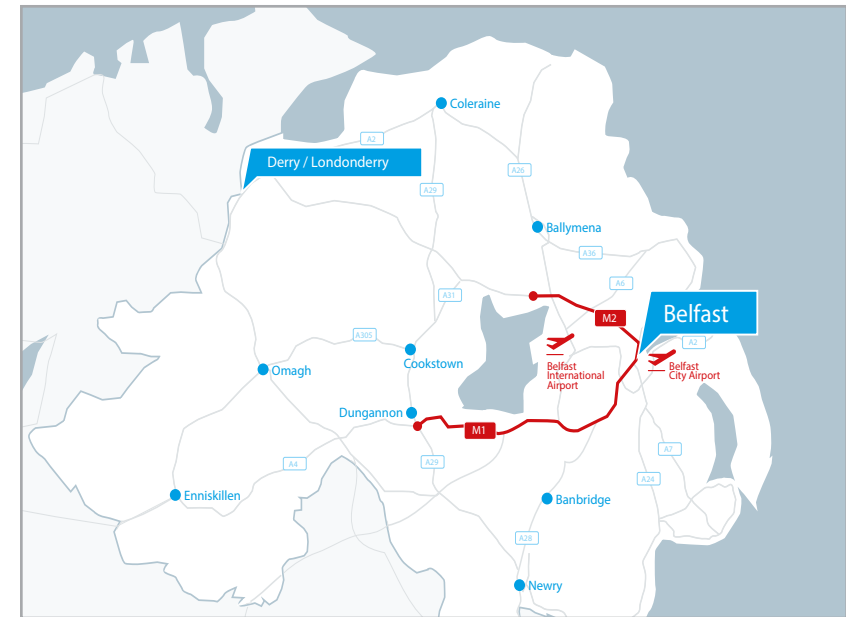 Coleraine
A2
Derry / Londonderry
A26
A29
Ballymena
A36
A6
A31
M2
Belfast
A305
A2
Cookstown
Belfast
International
Airport
Belfast
City Airport
Omagh
Dungannon
M1
A7
A4
A29
A24
Enniskillen
Banbridge
A28
Newry